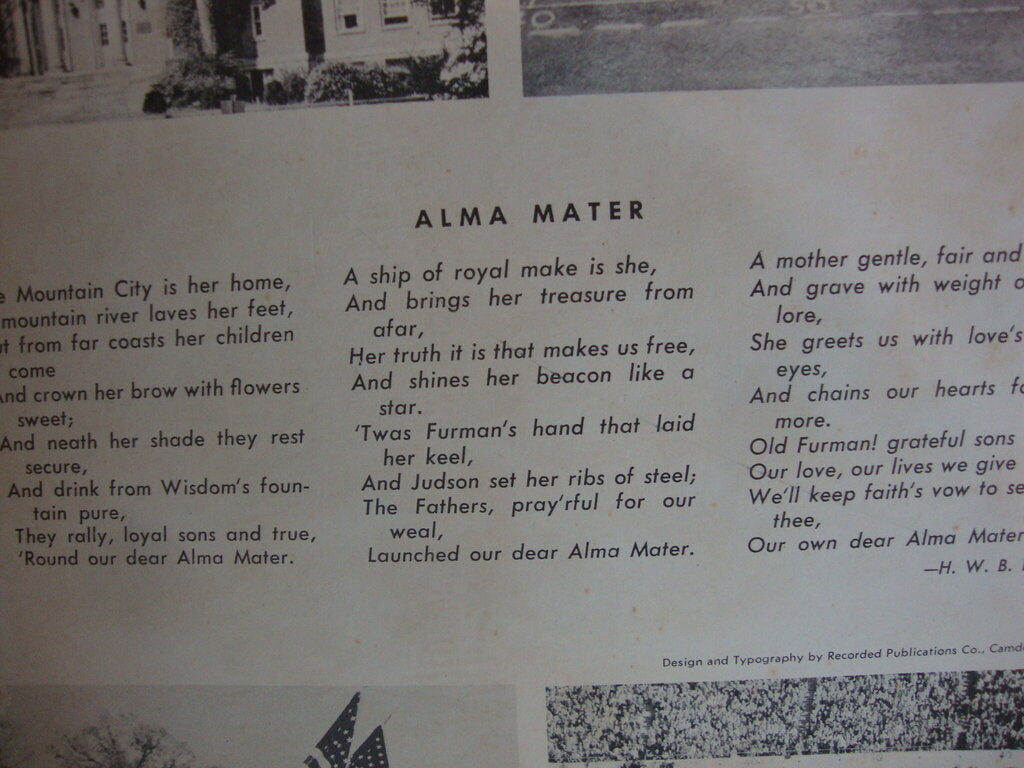 50
ALMA MATER
Mountain City is her home,
mountain river laves her feet,
from far coasts her children
come
And crown her brow with flowers
sweet;
And neath her shade they rest
secure,
And drink from Wisdom's foun-
tain pure,
They rally, loyal sons and true,
'Round our dear Alma Mater.
A ship of royal make is she,
And brings her treasure from
afar,
Her truth it is that makes us free,
And shines her beacon like a
star.
'Twas Furman's hand that laid
her keel,
And Judson set her ribs of steel;
The Fathers, pray'rful for our
weal,
Launched our dear Alma Mater.
A mother gentle, fair and
And grave with weight
lore,
She greets us with love's
eyes,
And chains our hearts
more.
Old Furman! grateful sons
Our love, our lives we give
We'll keep faith's vow to
thee,
Our own dear Alma Mater
—H. W. B.
Design and Typography by Recorded Publications Co.,